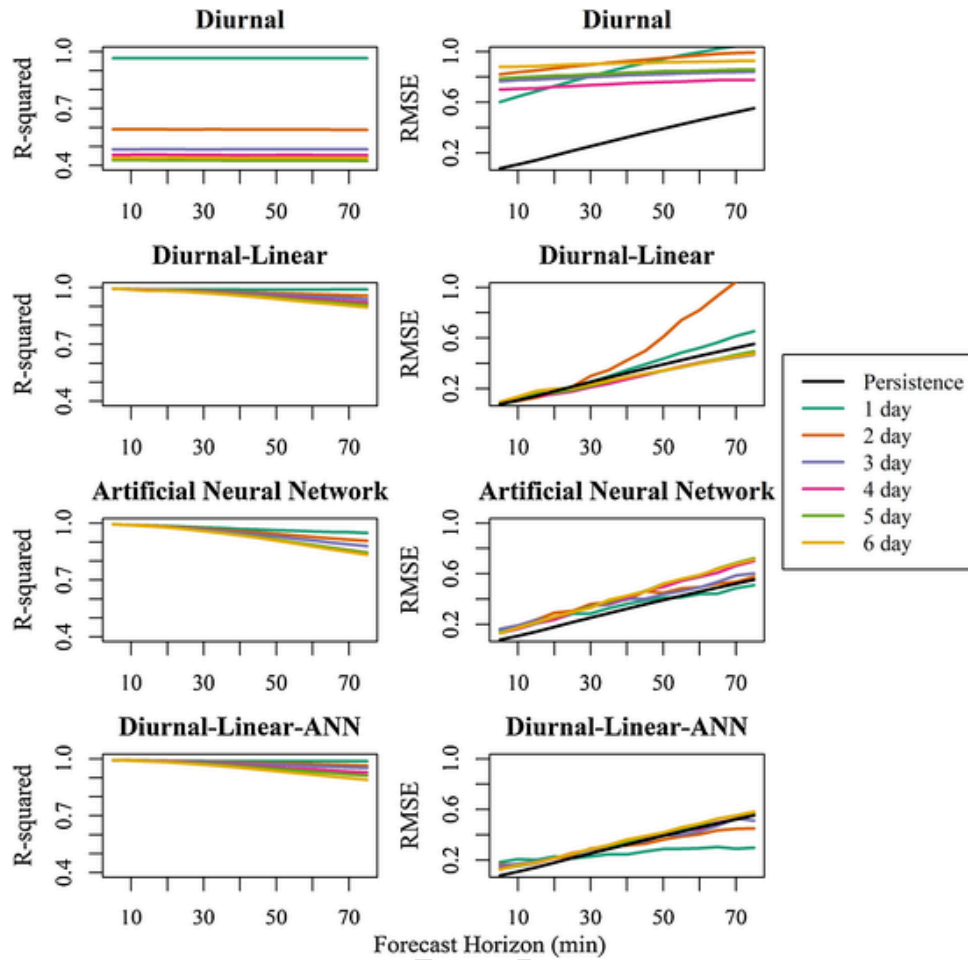 Diurnal
R-squared
1.0
0.7
0.4
10 30 50 70
Diurnal
RMSE
1.0
0.6
0.2
10 30 50 70
Diurnal-Linear
R-squared
1.0
0.7
0.4
10 30 50 70
Diurnal-Linear
RMSE
1.0
0.6
0.2
10 30 50 70
Artificial Neural Network
R-squared
1.0
0.7
0.4
10 30 50 70
Artificial Neural Network
RMSE
1.0
0.6
0.2
10 30 50 70
Diurnal-Linear-ANN
R-squared
1.0
0.7
0.4
10 30 50 70
Diurnal-Linear-ANN
RMSE
1.0
0.6
0.2
10 30 50 70
Forecast Horizon (min)
Persistence
1 day
2 day
3 day
4 day
5 day
6 day